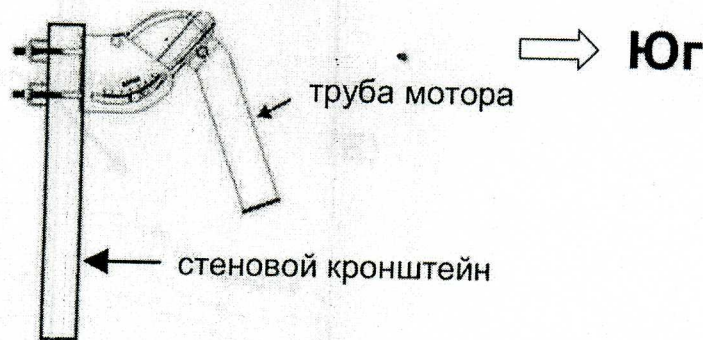 Юг
труба мотора
стеновой кронштейн